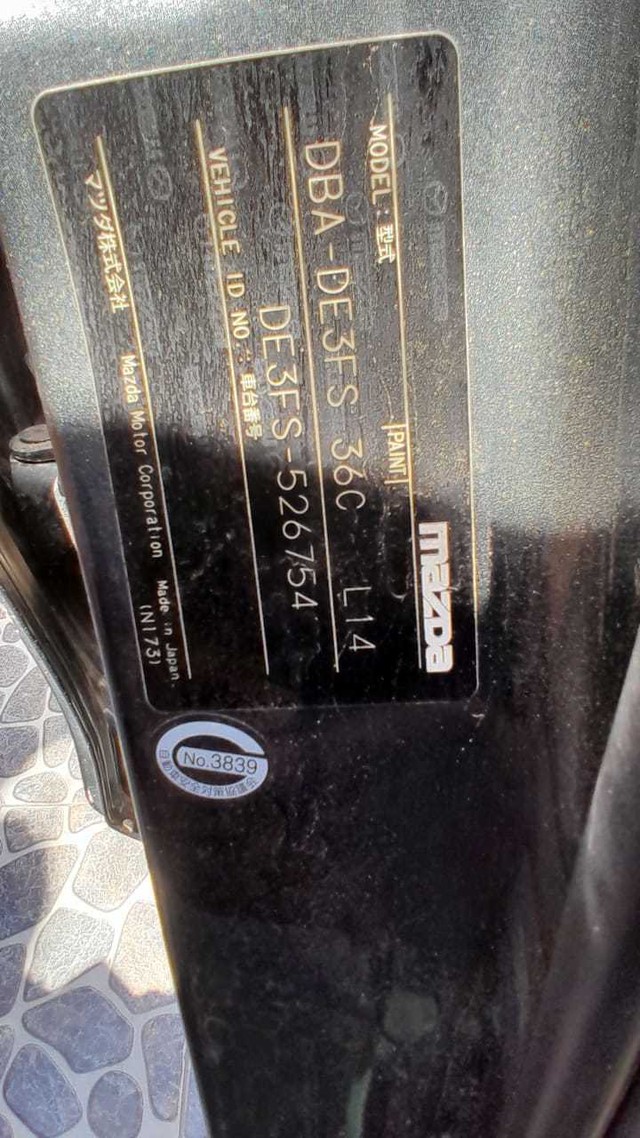 mazda
MODEL:型式
PAINT
DBA-DE3FS 36C L14
VEHICLE ID NO.:車台番号
DE3FS-526754
マツダ株式会社 Mazda Motor Corporation Made in Japan.
(N173)
No.3839